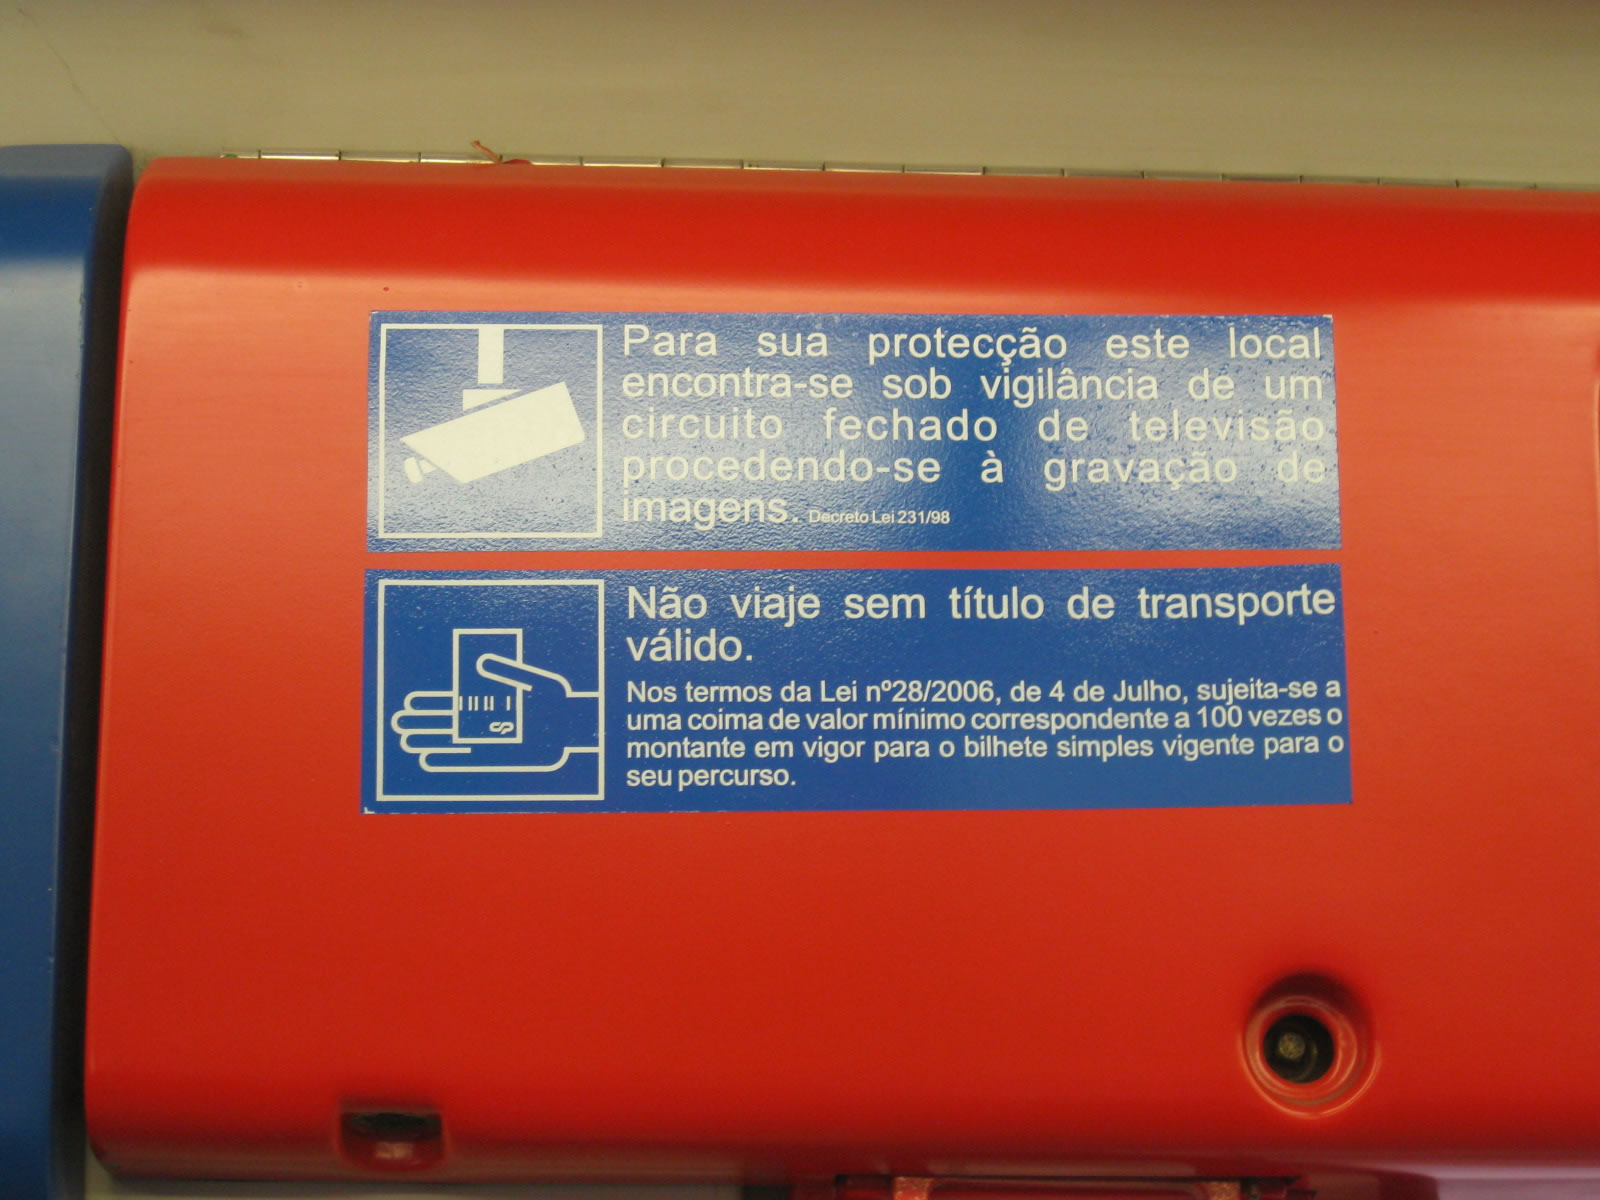 Para sua protecção este local
encontra-se sob vigilância de um
circuito fechado de televisão
procedendo-se à gravação de
imagens. Decreto Lei 231/98
Não viaje sem título de transporte
válido.
Nos termos da Lei nº28/2006, de 4 de Julho, sujeita-se a
uma coima de valor mínimo correspondente a 100 vezes o
montante em vigor para o bilhete simples vigente para o
seu percurso.